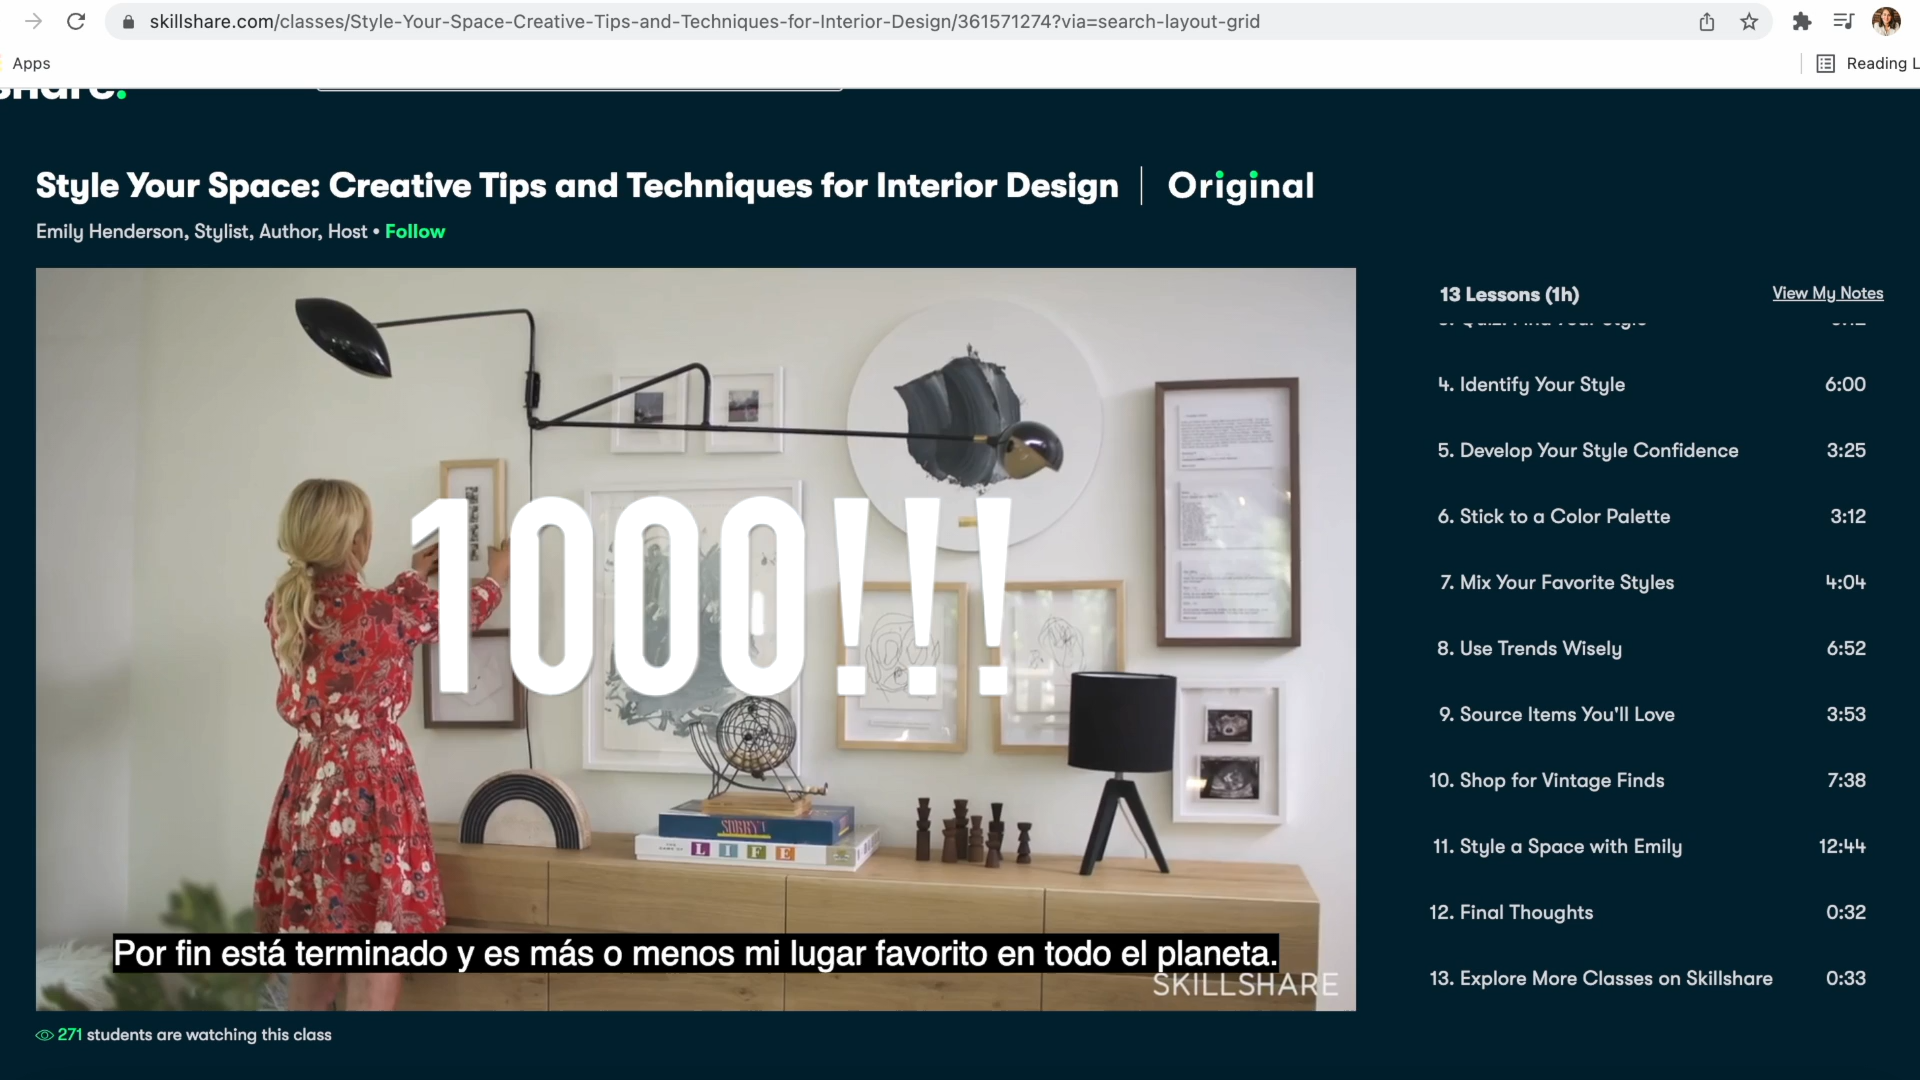 skillshare.com/classes/Style-Your-Space-Creative-Tips-and-Techniques-for-Interior-Design/361571274?via=search-layout-grid
Apps
Reading
share.
Style Your Space: Creative Tips and Techniques for Interior Design | Original
Emily Henderson, Stylist, Author, Host • Follow
13 Lessons (1h)
View My Notes
4. Identify Your Style 6:00
5. Develop Your Style Confidence 3:25
6. Stick to a Color Palette 3:12
7. Mix Your Favorite Styles 4:04
8. Use Trends Wisely 6:52
9. Source Items You'll Love 3:53
10. Shop for Vintage Finds 7:38
11. Style a Space with Emily 12:44
12. Final Thoughts 0:32
13. Explore More Classes on Skillshare 0:33
1000!!!
SORRY!
LIFE
Por fin está terminado y es más o menos mi lugar favorito en todo el planeta.
SKILLSHARE
271 students are watching this class